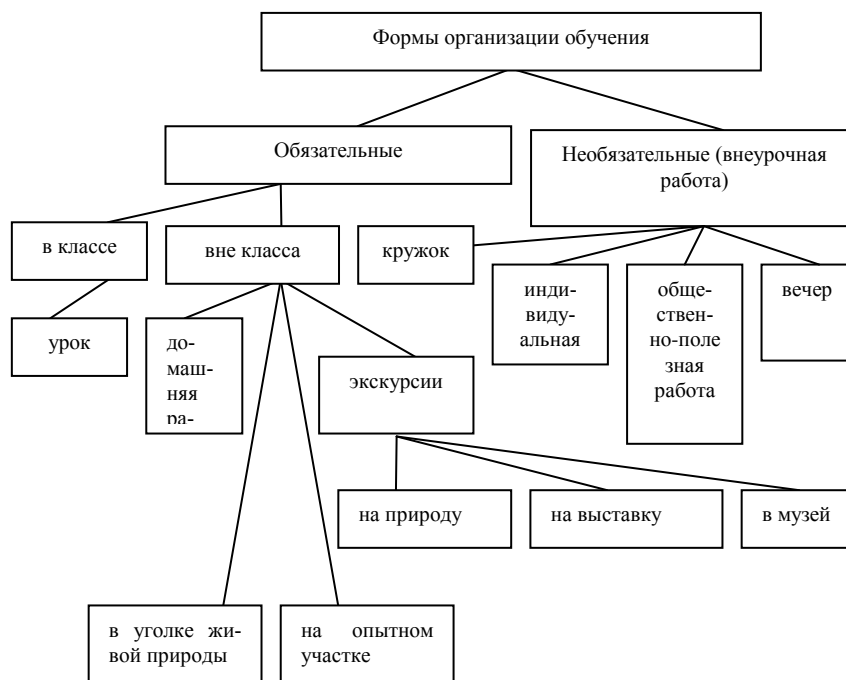 Формы организации обучения
Обязательные
Необязательные (внеурочная
работа)
в классе
вне класса
кружок
инди-
виду-
альная
обще-
ствен-
но-поле
зная
работа
вечер
урок
до-
маш-
няя
ра-
экскурсии
на природу
на выставку
в музей
в уголке жи-
вой природы
на опытном
участке